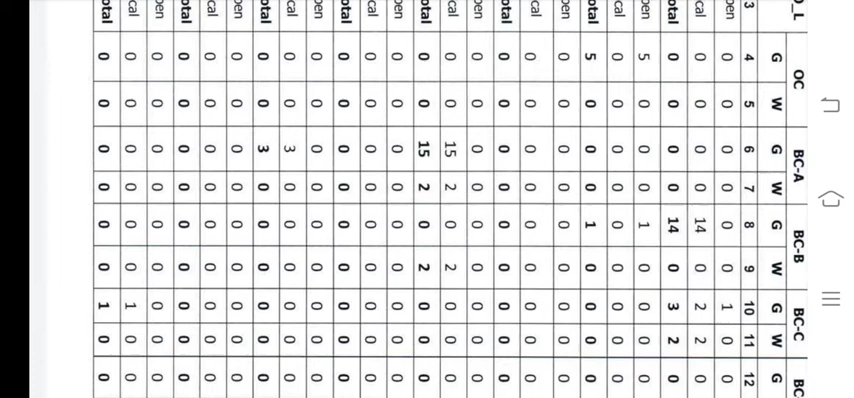 OC BC-A BC-B BC-C BC
G W G W G W G W G
3 4 5 6 7 8 9 10 11 12
pen 0 0 0 0 0 0 1 0 0
cal 0 0 0 0 14 0 2 2 0
otal 0 0 0 0 14 0 3 2 0
pen 5 0 0 0 1 0 0 0 0
cal 0 0 0 0 0 0 0 0 0
otal 5 0 0 0 1 0 0 0 0
pen 0 0 0 0 0 0 0 0 0
cal 0 0 0 0 0 0 0 0 0
otal 0 0 0 0 0 0 0 0 0
pen 0 0 0 0 0 0 0 0 0
cal 0 0 15 2 0 2 0 0 0
otal 0 0 15 2 0 2 0 0 0
pen 0 0 0 0 0 0 0 0 0
cal 0 0 0 0 0 0 0 0 0
otal 0 0 0 0 0 0 0 0 0
pen 0 0 0 0 0 0 0 0 0
cal 0 0 3 0 0 0 0 0 0
otal 0 0 3 0 0 0 0 0 0
pen 0 0 0 0 0 0 0 0 0
cal 0 0 0 0 0 0 0 0 0
otal 0 0 0 0 0 0 0 0 0
pen 0 0 0 0 0 0 0 0 0
cal 0 0 0 0 0 0 1 0 0
otal 0 0 0 0 0 0 1 0 0